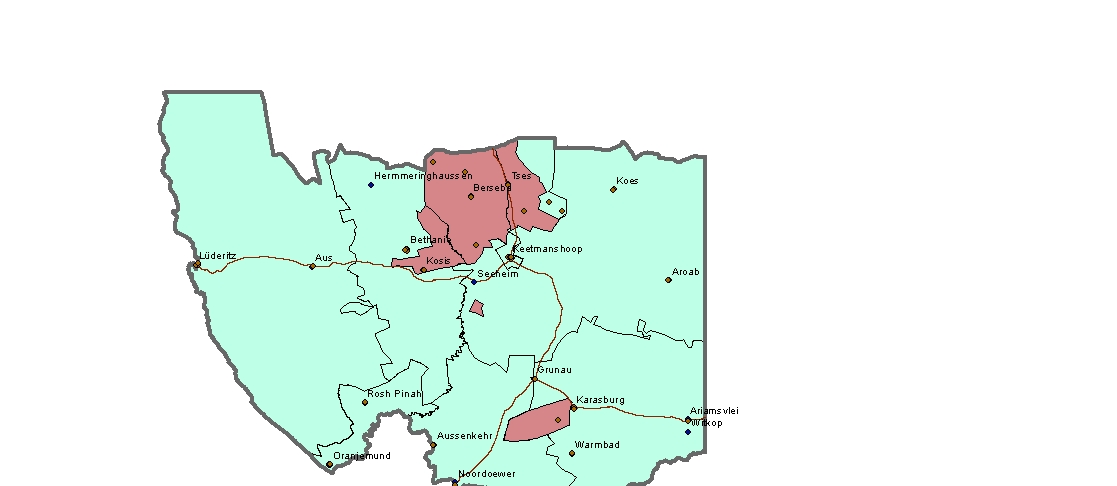 Hermmeringhaussen
Tses
Berseba
Koes
Bethanie
Keetmanshoop
Lüderitz
Aus
Kosis
Seeheim
Aroab
Grunau
Rosh Pinah
Karasburg
Ariamsvlei
Witkop
Aussenkehr
Warmbad
Oranjemund
Noordoewer